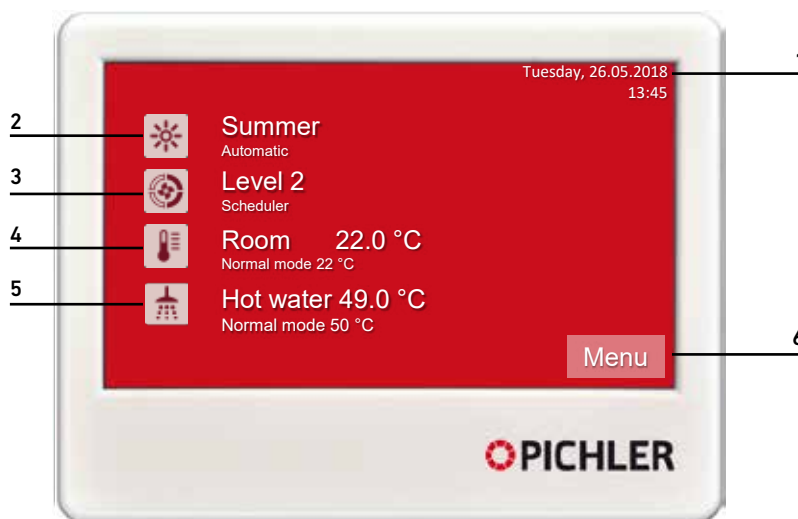 Tuesday, 26.05.2018
13:45
2
Summer
Automatic
3
Level 2
Scheduler
4
Room 22.0 °C
Normal mode 22 °C
5
Hot water 49.0 °C
Normal mode 50 °C
Menu
PICHLER